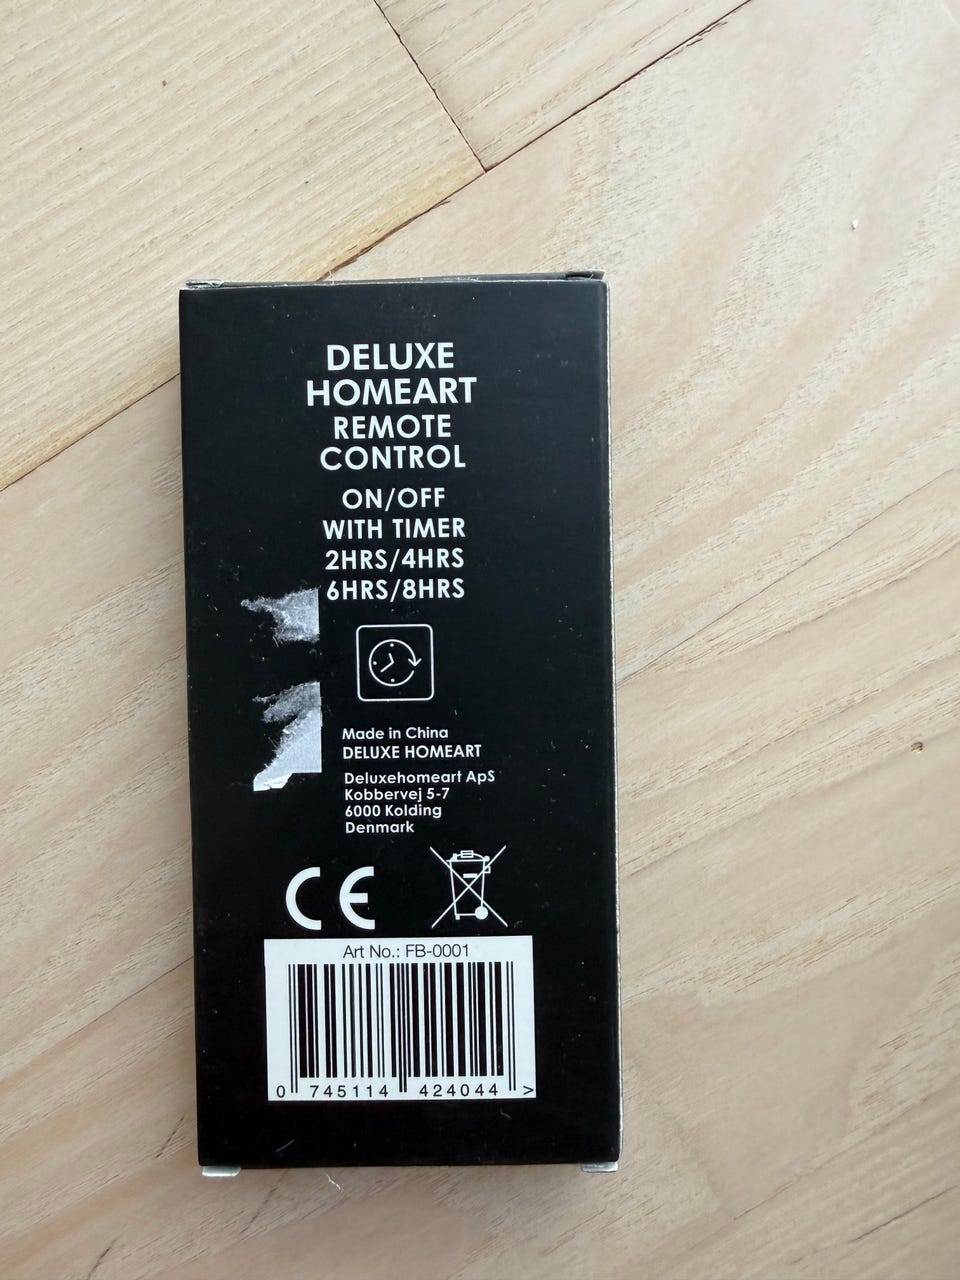 DELUXE
HOMEART
REMOTE
CONTROL
ON/OFF
WITH TIMER
2HRS/4HRS
6HRS/8HRS
Made in China
DELUXE HOMEART
Deluxehomeart ApS
Kobbervej 5-7
6000 Kolding
Denmark
CE
Art No.: FB-0001
0 745114 424044 >